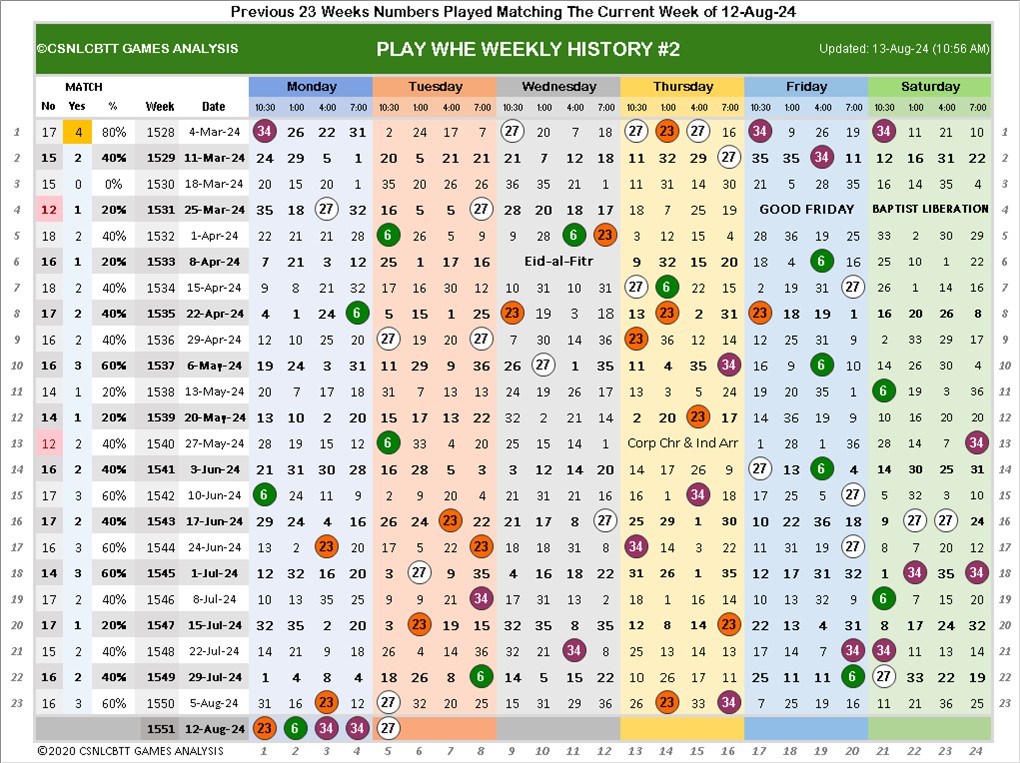 Previous 23 Weeks Numbers Played Matching The Current Week of 12-Aug-24
©CSNLCBTT GAMES ANALYSIS PLAY WHE WEEKLY HISTORY #2 Updated: 13-Aug-24 (10:56 AM)
MATCH Monday Tuesday Wednesday Thursday Friday Saturday
No Yes % Week Date 10:30 1:00 4:00 7:00 10:30 1:00 4:00 7:00 10:30 1:00 4:00 7:00 10:30 1:00 4:00 7:00 10:30 1:00 4:00 7:00 10:30 1:00 4:00 7:00
1 17 4 80% 1528 4-Mar-24 34 26 22 31 2 24 17 7 27 20 7 18 27 23 27 16 34 9 26 19 34 11 21 10 1
2 15 2 40% 1529 11-Mar-24 24 29 5 1 20 5 21 21 21 7 12 18 11 32 29 27 35 35 34 11 12 16 31 22 2
3 15 0 0% 1530 18-Mar-24 20 15 20 1 35 20 26 26 36 35 21 1 11 31 14 30 21 5 28 35 16 14 35 4 3
4 12 1 20% 1531 25-Mar-24 35 18 27 32 16 5 5 27 28 20 18 17 18 7 25 19 GOOD FRIDAY BAPTIST LIBERATION 4
5 18 2 40% 1532 1-Apr-24 22 21 21 28 6 26 5 9 9 28 6 23 3 12 15 4 28 36 19 25 33 2 30 29 5
6 16 1 20% 1533 8-Apr-24 7 21 3 12 25 1 17 16 Eid-al-Fitr 9 32 15 20 18 4 6 16 25 10 1 22 6
7 18 2 40% 1534 15-Apr-24 9 8 21 32 17 16 30 12 10 31 10 31 27 6 22 15 2 19 31 27 26 1 14 16 7
8 17 2 40% 1535 22-Apr-24 4 1 24 6 5 15 1 25 23 19 3 18 13 23 2 31 23 18 19 1 16 20 26 8 8
9 16 2 40% 1536 29-Apr-24 12 10 25 20 27 19 20 27 7 30 14 36 23 36 12 14 12 25 31 9 2 33 29 17 9
10 16 3 60% 1537 6-May-24 19 24 3 31 11 29 9 36 26 27 1 35 11 4 35 34 16 9 6 10 14 26 30 4 10
11 14 1 20% 1538 13-May-24 20 7 17 18 31 7 13 13 24 19 26 17 13 3 5 24 19 20 35 1 6 19 3 36 11
12 14 1 20% 1539 20-May-24 13 10 2 20 15 17 13 22 32 2 21 14 2 20 23 17 14 36 19 9 10 16 20 20 12
13 12 2 40% 1540 27-May-24 28 19 15 12 6 33 4 20 25 15 14 1 Corp Chr & Ind Arr 1 28 1 36 28 14 7 34 13
14 16 2 40% 1541 3-Jun-24 21 31 30 28 16 28 5 3 3 12 14 20 14 17 26 9 27 13 6 4 14 30 25 31 14
15 17 3 60% 1542 10-Jun-24 6 24 11 9 2 9 20 4 21 31 21 16 16 1 34 18 17 25 5 27 5 32 3 10 15
16 17 2 40% 1543 17-Jun-24 29 24 4 16 26 24 23 22 21 17 8 27 25 29 1 30 10 22 36 18 9 27 23 24 16
17 16 3 60% 1544 24-Jun-24 13 2 23 20 17 5 22 23 18 18 31 8 34 14 3 22 11 31 19 27 8 7 20 12 17
18 14 3 60% 1545 1-Jul-24 12 32 16 20 3 27 9 35 4 16 18 22 31 26 1 35 12 17 31 32 1 34 35 34 18
19 17 2 40% 1546 8-Jul-24 10 13 35 25 9 9 21 34 17 31 13 2 18 1 16 14 10 13 32 9 6 7 15 20 19
20 17 1 20% 1547 15-Jul-24 32 35 2 20 3 23 19 15 32 35 8 35 12 8 14 23 22 13 4 31 8 17 24 32 20
21 15 2 40% 1548 22-Jul-24 14 21 9 18 26 4 14 36 32 21 34 8 25 13 14 13 17 14 7 34 34 11 13 14 21
22 16 2 40% 1549 29-Jul-24 1 4 8 4 18 26 8 6 14 5 15 22 10 26 17 11 25 11 11 6 27 33 22 19 22
23 16 3 60% 1550 5-Aug-24 31 16 23 12 27 32 20 25 15 31 29 36 26 23 33 34 7 25 19 16 11 21 36 25 23
1551 12-Aug-24 23 6 34 34 27
©2020 CSNLCBTT GAMES ANALYSIS 1 2 3 4 5 6 7 8 9 10 11 12 13 14 15 16 17 18 19 20 21 22 23 24